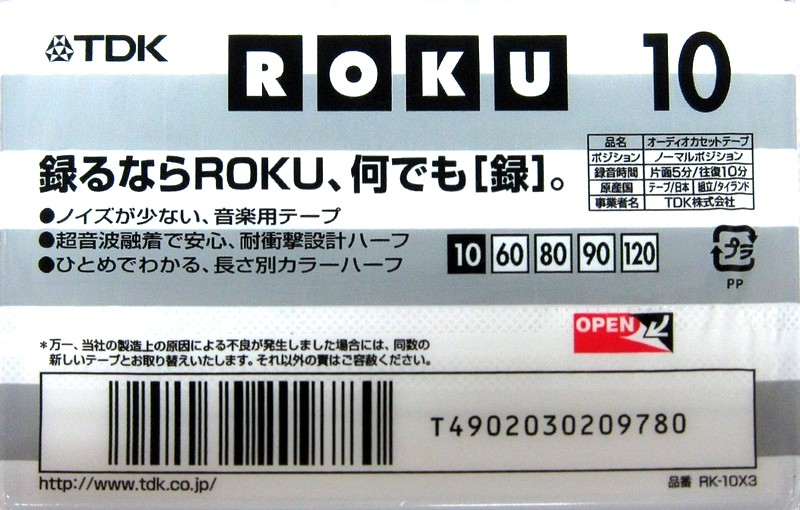 TDK ROKU 10
録るならROKU、何でも[録]。
●ノイズが少ない、音楽用テープ
●超音波融着で安心、耐衝撃設計ハーフ
●ひとめでわかる、長さ別カラーハーフ
10 60 80 90 120
品名 オーディオカセットテープ
ポジション ノーマルポジション
録音時間 片面5分/往復10分
原産国 テープ/日本 組立/タイランド
事業者名 TDK株式会社
プラ
PP
OPEN
*万一、当社の製造上の原因による不良が発生しました場合には、同数の
新しいテープとお取り替えいたします。それ以外の責はご容赦ください。
T4902030209780
http://www.tdk.co.jp/
品番 RK-10X3